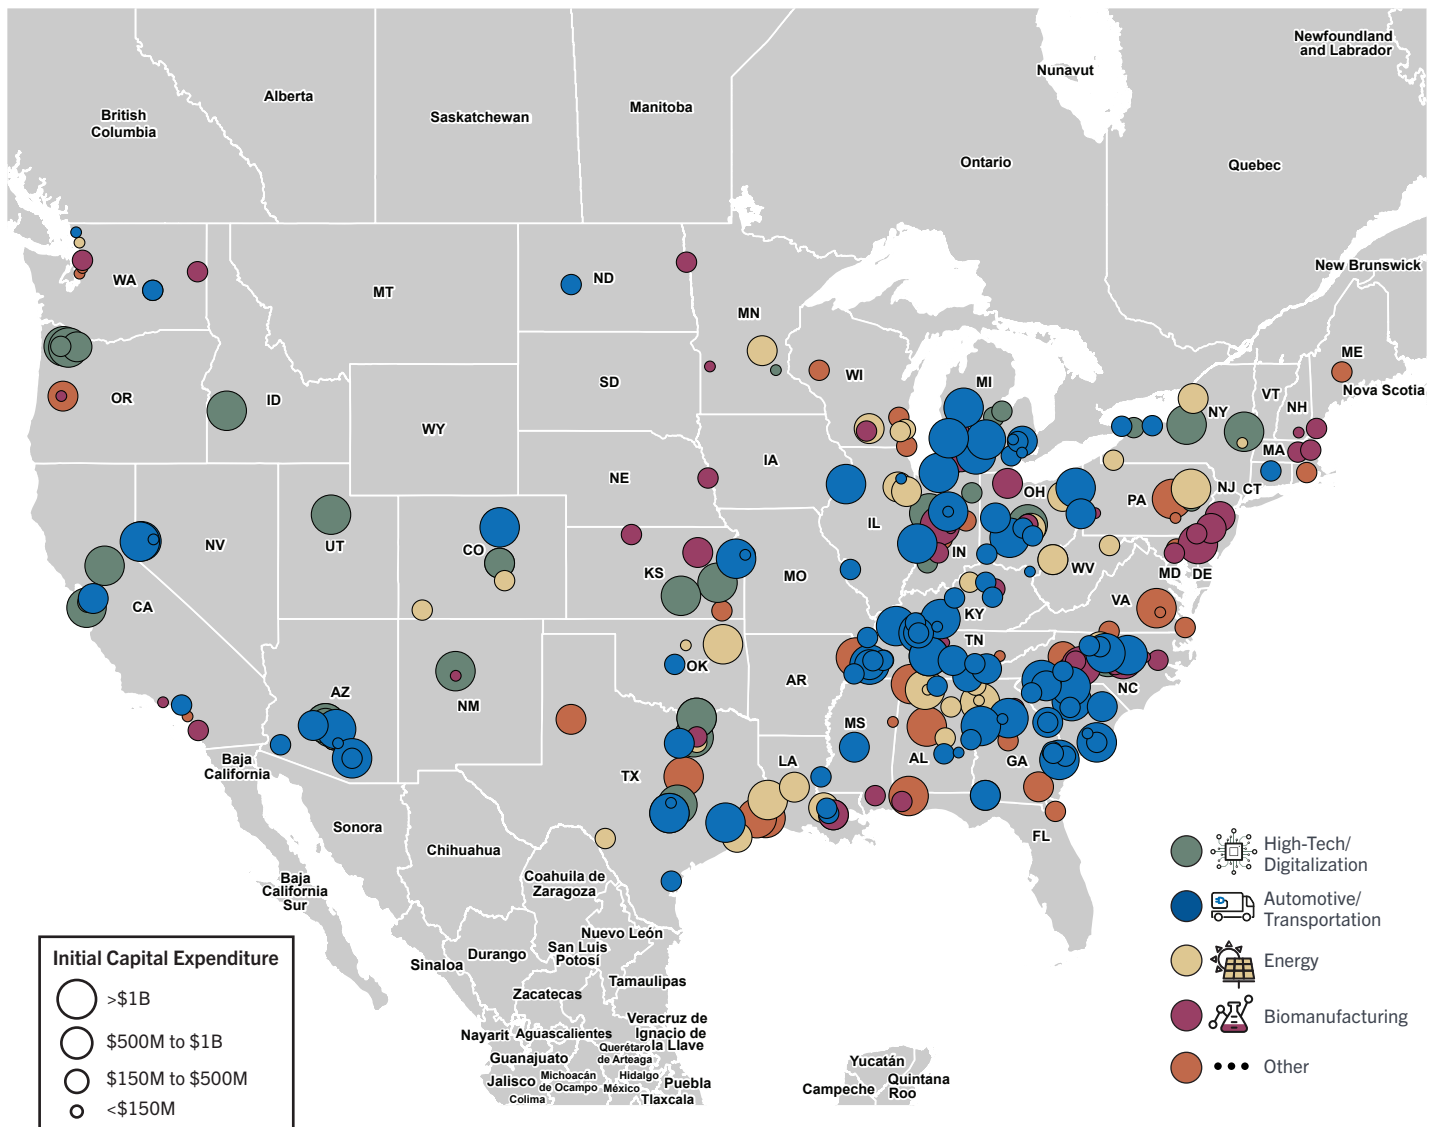 Newfoundland
and Labrador
Nunavut
Alberta
Manitoba
British
Columbia
Saskatchewan
Ontario
Quebec
New Brunswick
WA
ND
MT
MN
ME
WI
MI
Nova Scotia
SD
VT
NH
OR
ID
NY
WY
MA
IA
NE
OH
PA
NJ
CT
IL
NV
UT
CO
IN
KS
MO
WV
MD
DE
CA
VA
KY
TN
OK
AR
NC
AZ
NM
MS
AL
GA
LA
TX
Baja
California
Sonora
FL
Chihuahua
Coahuila de
Zaragoza
Baja
California
Sur
Nuevo León
San Luis
Potosí
Durango
Sinaloa
Tamaulipas
Zacatecas
Veracruz de
Ignacio de
la Llave
Nayarit
Aguascalientes
Querétaro
de Arteaga
Guanajuato
Jalisco
Michoacán
de Ocampo
Hidalgo
México
Puebla
Colima
Tlaxcala
Yucatán
Campeche
Quintana
Roo
High-Tech/
Digitalization
Automotive/
Transportation
Energy
Biomanufacturing
Other
Initial Capital Expenditure
>$1B
$500M to $1B
$150M to $500M
<$150M